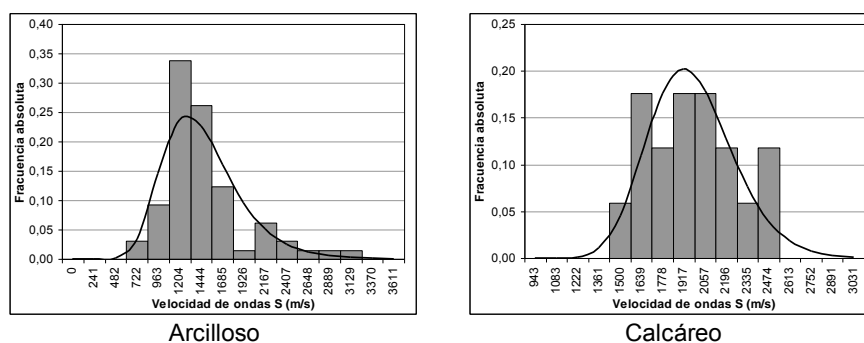 0,40
0,35
0,30
0,25
0,20
0,15
0,10
0,05
0,00
Fracuencia absoluta
0 241 482 722 963 1204 1444 1685 1926 2167 2407 2648 2889 3129 3370 3611
Velocidad de ondas S (m/s)
Arcilloso
0,25
0,20
0,15
0,10
0,05
0,00
Fracuencia absoluta
943 1083 1222 1361 1500 1639 1778 1917 2057 2196 2335 2474 2613 2752 2891 3031
Velocidad de ondas S (m/s)
Calcáreo